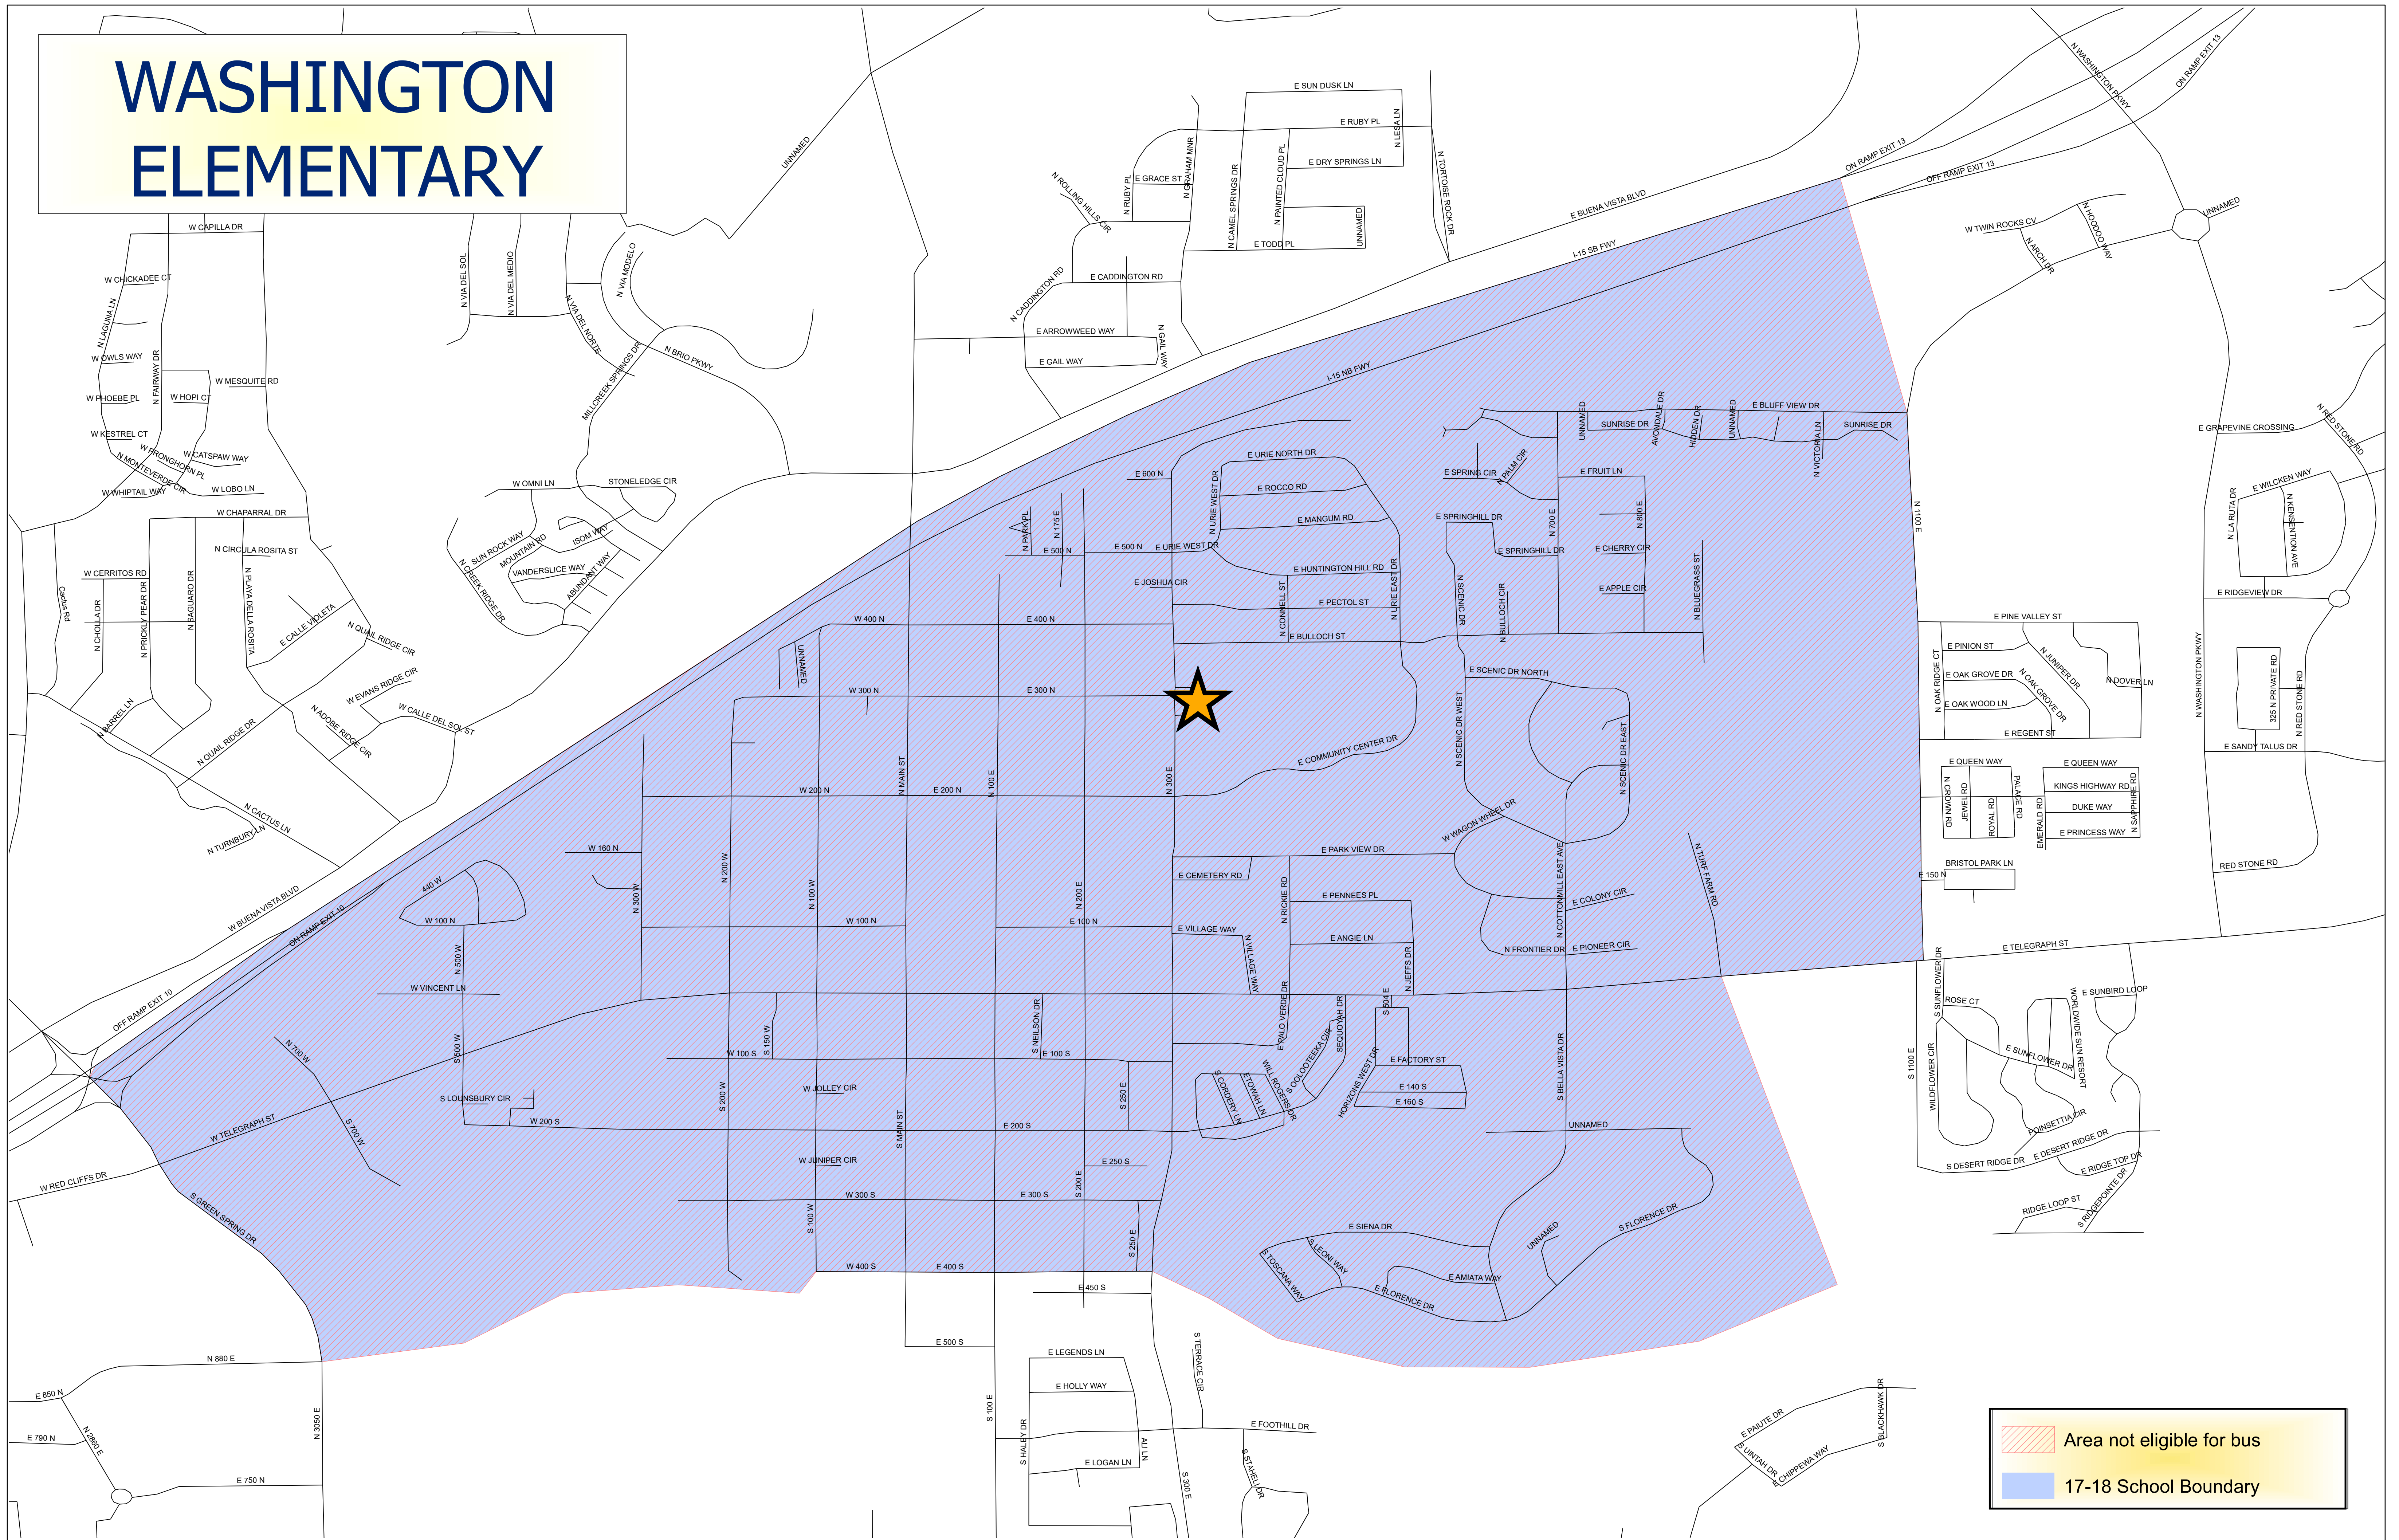 WASHINGTON
ELEMENTARY
W CAPILLA DR
W CHICKADEE CT
N LAGUNA LN
W OWLS WAY
N FAIRWAY DR
W MESQUITE RD
W PHOEBE PL
W HOPI CT
W KESTREL CT
W PRONGHORN PL
W CATSPAW WAY
N MONTEVERDE CIR
W WHIPTAIL WAY
W LOBO LN
W CHAPARRAL DR
N CIRCULA ROSITA ST
W CERRITOS RD
Cactus Rd
N CHOLLA DR
N PRICKLY PEAR DR
N SAGUARO DR
N PLAYA DELLA ROSITA
E CALLE VIOLETA
N QUAIL RIDGE CIR
W EVANS RIDGE CIR
N BARREL LN
N QUAIL RIDGE DR
N ADOBE RIDGE CIR
W CALLE DEL SOL ST
N CACTUS LN
N TURNBURY LN
W BUENA VISTA BLVD
N VIA DEL SOL
N VIA DEL MEDIO
N VIA DEL NORTE
N VIA MODELO
MILLCREEK SPRINGS DR
N BRIO PKWY
UNNAMED
W OMNI LN
STONELEDGE CIR
SUN ROCK WAY
MOUNTAIN RD
ISOM WAY
VANDERSLICE WAY
ABUNDANT WAY
N CREEK RIDGE DR
E SUN DUSK LN
E RUBY PL
N LESA LN
E DRY SPRINGS LN
N TORTOISE ROCK DR
N GRAHAM MNR
E GRACE ST
N RUBY PL
N ROLLING HILLS CIR
N CAMEL SPRINGS DR
N PAINTED CLOUD PL
UNNAMED
E TODD PL
E CADDINGTON RD
N CADDINGTON RD
E ARROWWEED WAY
E GAIL WAY
N GAIL WAY
E BUENA VISTA BLVD
I-15 SB FWY
I-15 NB FWY
ON RAMP EXIT 13
OFF RAMP EXIT 13
ON RAMP EXIT 13
N WASHINGTON PKWY
W TWIN ROCKS CV
N ARCH DR
N HOODOO WAY
UNNAMED
E GRAPEVINE CROSSING
N RED STONE RD
E WILCKEN WAY
N LA RUTA DR
N KENSENTION AVE
E RIDGEVIEW DR
N WASHINGTON PKWY
325 N PRIVATE RD
N RED STONE RD
E SANDY TALUS DR
RED STONE RD
E PINE VALLEY ST
E PINION ST
N OAK RIDGE CT
E OAK GROVE DR
N OAK GROVE DR
N JUNIPER DR
N DOVER LN
E OAK WOOD LN
E REGENT ST
E QUEEN WAY
E QUEEN WAY
N CROWN RD
JEWEL RD
ROYAL RD
PALACE RD
EMERALD RD
KINGS HIGHWAY RD
DUKE WAY
E PRINCESS WAY
N SAPPHIRE RD
BRISTOL PARK LN
E 150 N
E TELEGRAPH ST
N 1100 E
E BLUFF VIEW DR
UNNAMED
SUNRISE DR
AVONDALE DR
HIDDEN DR
UNNAMED
N VICTORIA LN
SUNRISE DR
E URIE NORTH DR
E 600 N
N URIE WEST DR
E ROCCO RD
E MANGUM RD
E SPRING CIR
N PALM CIR
E FRUIT LN
N 700 E
N 800 E
E SPRINGHILL DR
E SPRINGHILL DR
E CHERRY CIR
E APPLE CIR
N BLUEGRASS ST
N PARK PL
N 175 E
E 500 N
E 500 N
E URIE WEST DR
E HUNTINGTON HILL RD
E JOSHUA CIR
E PECTOL ST
N CONNELL ST
N URIE EAST DR
N SCENIC DR
N BULLOCH CIR
E BULLOCH ST
W 400 N
E 400 N
UNNAMED
W 300 N
E 300 N
E SCENIC DR NORTH
N SCENIC DR WEST
N SCENIC DR EAST
E COMMUNITY CENTER DR
N MAIN ST
N 100 E
N 300 E
W 200 N
E 200 N
W WAGON WHEEL DR
W 160 N
440 W
N 300 W
N 200 W
N 100 W
N 200 E
E PARK VIEW DR
E CEMETERY RD
N RICKIE RD
E PENNEES PL
N COTTONMILL EAST AVE
E COLONY CIR
N TURF FARM RD
W 100 N
W 100 N
E 100 N
E VILLAGE WAY
N VILLAGE WAY
E ANGIE LN
N JEFFS DR
N FRONTIER DR
E PIONEER CIR
ON RAMP EXIT 10
OFF RAMP EXIT 10
N 500 W
W VINCENT LN
S 500 W
N 700 W
S 700 W
W TELEGRAPH ST
W RED CLIFFS DR
S GREEN SPRING DR
S LOUNSBURY CIR
W 200 S
E 200 S
W 100 S
S 150 W
S NEILSON DR
E 100 S
S 200 W
W JOLLEY CIR
S MAIN ST
S 250 E
W JUNIPER CIR
E 250 S
S 200 E
W 300 S
E 300 S
S 100 W
S 250 E
W 400 S
E 400 S
E 450 S
E 500 S
E PALO VERDE DR
SEQUOYAH DR
S OOLOOTEEKA CIR
S 504 E
E FACTORY ST
E 140 S
E 160 S
HORIZONS WEST DR
S CORDERY LN
ETOWAH LN
WILL ROGERS DR
S BELLA VISTA DR
UNNAMED
E SIENA DR
S LEONI WAY
S TOSCANA WAY
E FLORENCE DR
E AMIATA WAY
UNNAMED
S FLORENCE DR
S SUNFLOWER DR
ROSE CT
WORLDWIDE SUN RESORT
E SUNBIRD LOOP
E SUNFLOWER DR
WILDFLOWER CIR
S 1100 E
POINSETTIA CIR
S DESERT RIDGE DR
E DESERT RIDGE DR
E RIDGE TOP DR
S RIDGEPOINTE DR
RIDGE LOOP ST
N 880 E
E 850 N
E 790 N
N 2860 E
E 750 N
N 3050 E
S 100 E
E LEGENDS LN
E HOLLY WAY
S HALEY DR
ALI LN
E LOGAN LN
S TERRACE CIR
E FOOTHILL DR
S STAHELI DR
S 300 E
E PAIUTE DR
S UINTAH DR
E CHIPPEWA WAY
S BLACKHAWK DR
Area not eligible for bus
17-18 School Boundary